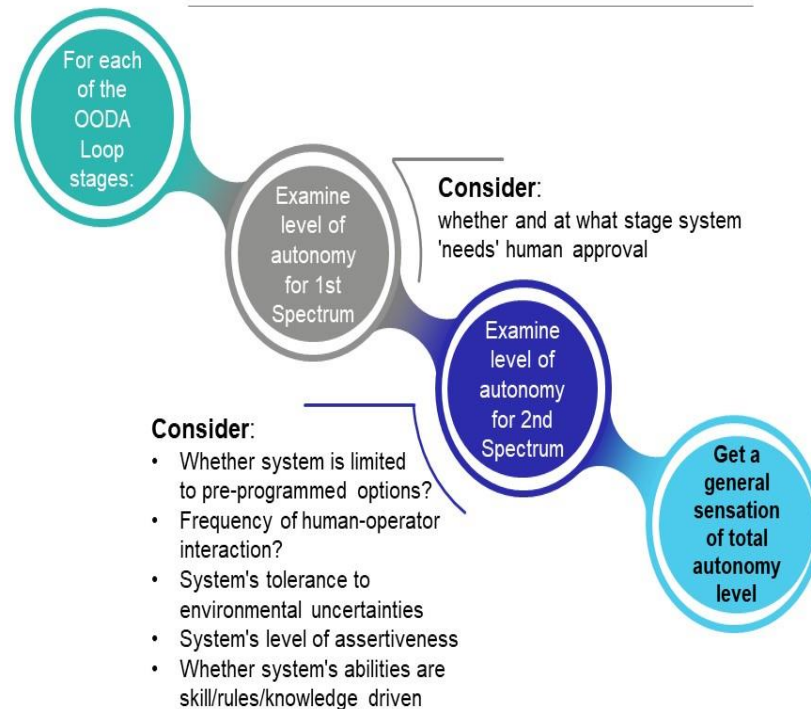 For each
of the
OODA
Loop
stages:
Examine
level of
autonomy
for 1st
Spectrum
Consider:
whether and at what stage system
'needs' human approval
Examine
level of
autonomy
for 2nd
Spectrum
Consider:
• Whether system is limited
to pre-programmed options?
• Frequency of human-operator
interaction?
• System's tolerance to
environmental uncertainties
• System's level of assertiveness
• Whether system's abilities are
skill/rules/knowledge driven
Get a
general
sensation
of total
autonomy
level